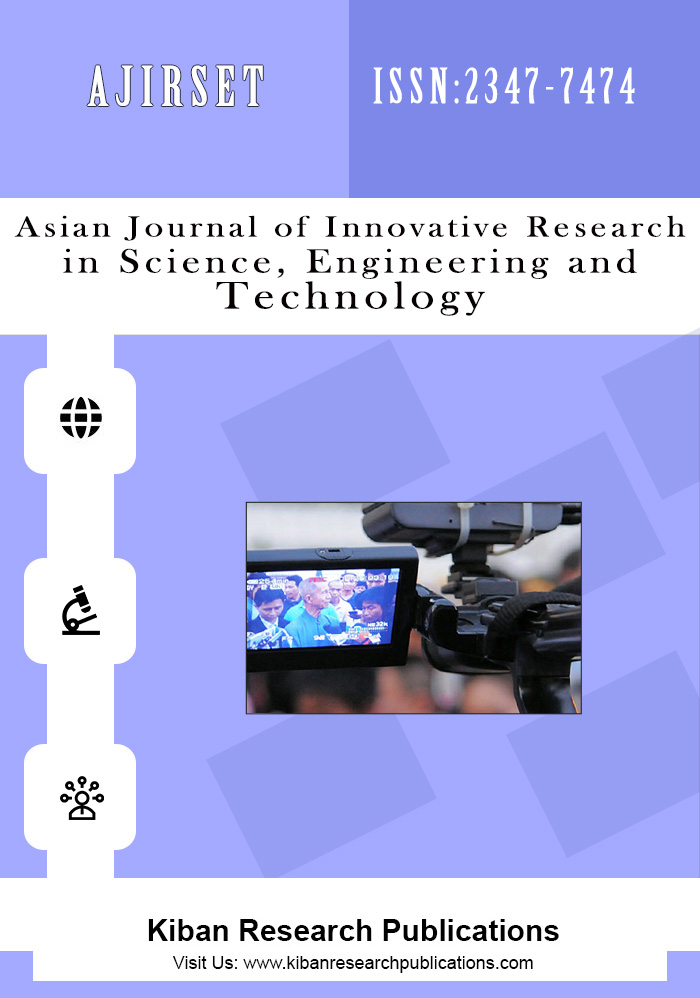 AJIRSET
ISSN:2347-7474
Asian Journal of Innovative Research
in Science, Engineering and
Technology
Kiban Research Publications
Visit Us: www.kibanresearchpublications.com